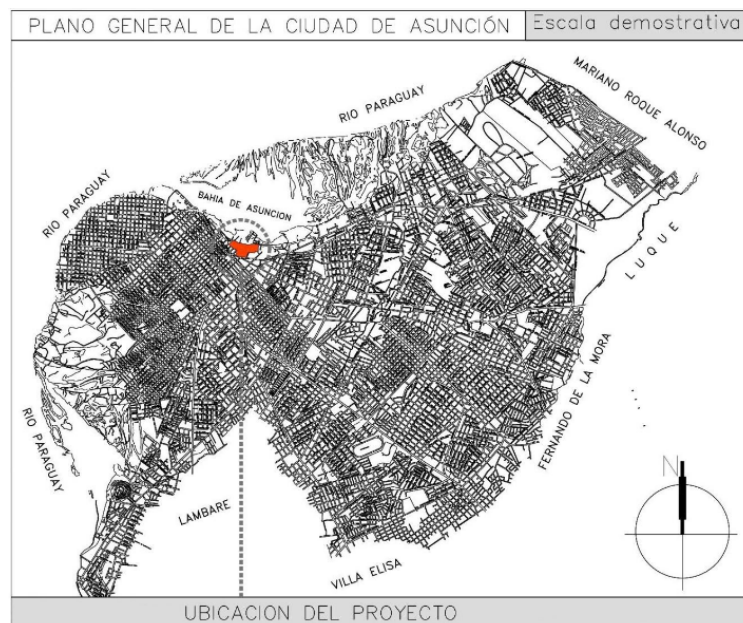 PLANO GENERAL DE LA CIUDAD DE ASUNCIÓN
Escala demostrativa
MARIANO ROQUE ALONSO
RIO PARAGUAY
RIO PARAGUAY
BAHIA DE ASUNCION
LUQUE
FERNANDO DE LA MORA
RIO PARAGUAY
LAMBARE
N
VILLA ELISA
UBICACION DEL PROYECTO